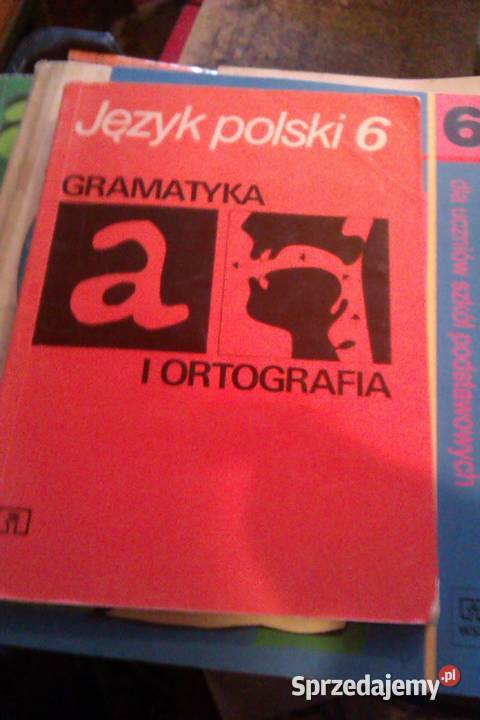 Język polski 6
GRAMATYKA
a
I ORTOGRAFIA
6
dla uczniów szkół podstawowych
Sprzedajemy.pl